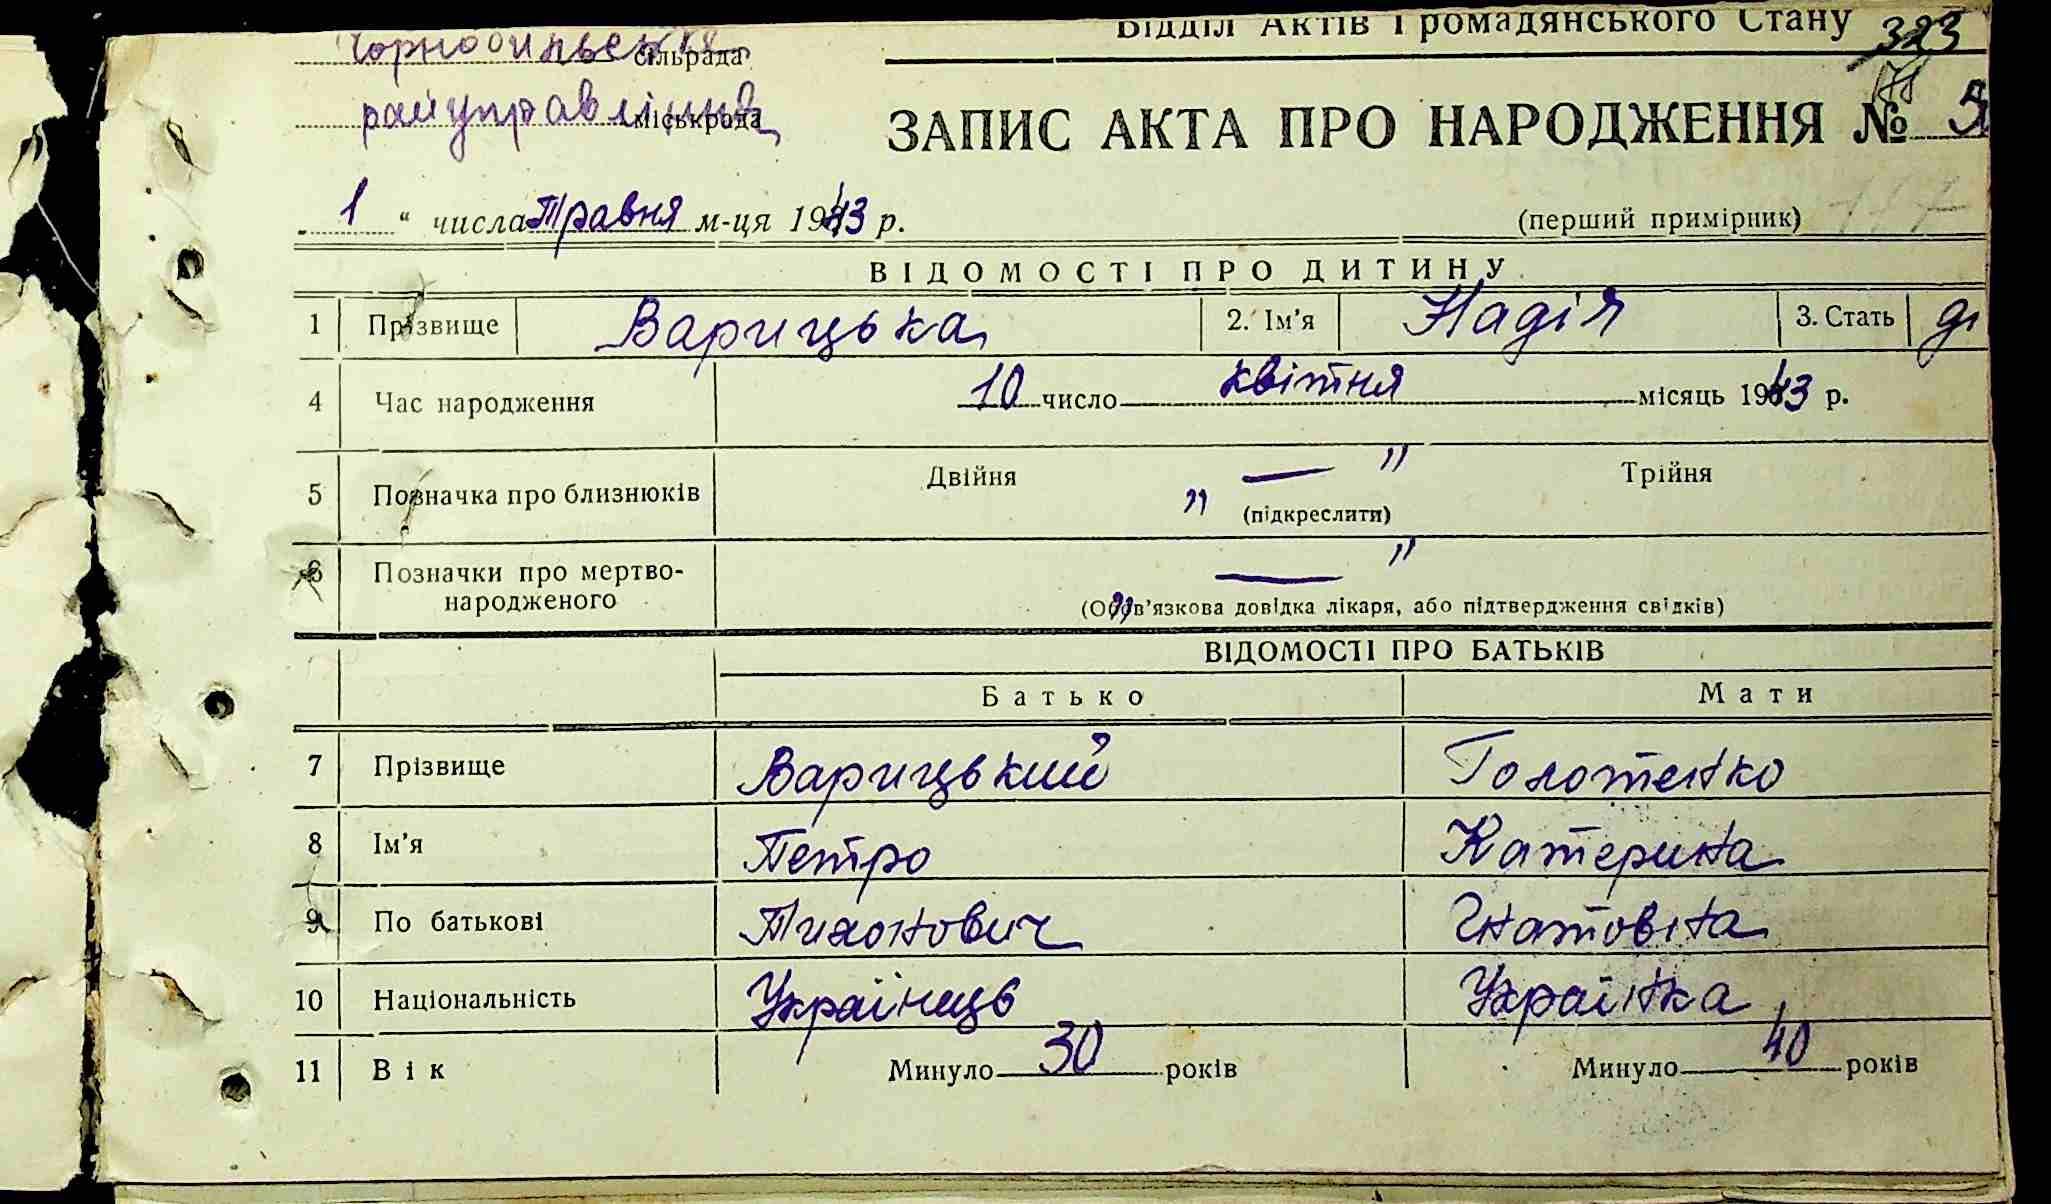 Відділ Актів Громадянського Стану 323
Чорнобильська сільрада
райуправління міськрада
ЗАПИС АКТА ПРО НАРОДЖЕННЯ №
„ 1 “ числа травня м-ця 1943 р.
(перший примірник) 177
ВІДОМОСТІ ПРО ДИТИНУ
1 Прізвище Варицька 2. Ім’я Надія 3. Стать
4 Час народження 10 число квітня місяць 1943 р.
5 Позначка про близнюків Двійня „ — " Трійня
(підкреслити)
6 Позначки про мертво-
народженого „ — "
(Обов’язкова довідка лікаря, або підтвердження свідків)
ВІДОМОСТІ ПРО БАТЬКІВ
Батько Мати
7 Прізвище Варицький Голотенко
8 Ім’я Петро Катерина
9 По батькові Тихонович Гнатовна
10 Національність Українець Українка
11 Вік Минуло 30 років Минуло 40 років